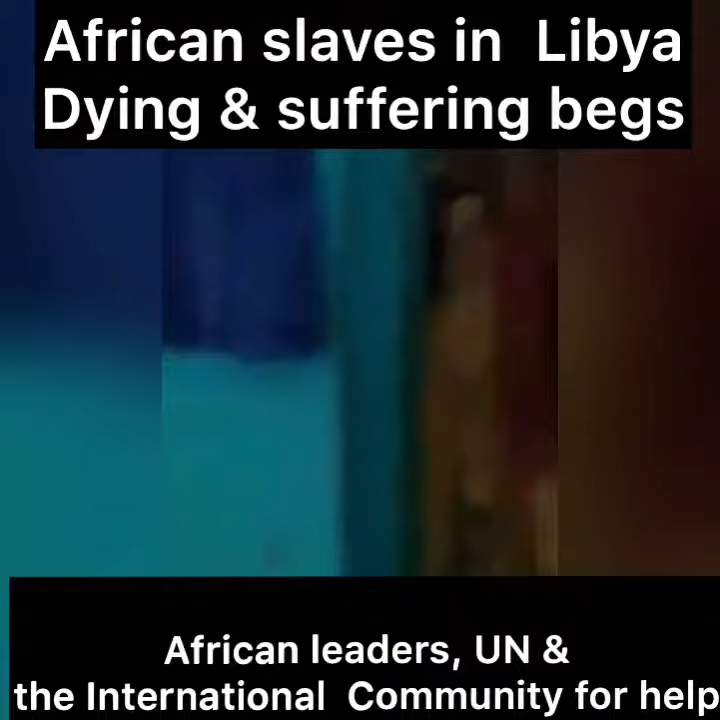 African slaves in Libya
Dying & suffering begs
African leaders, UN &
the International Community for help